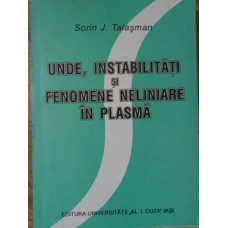 Sorin J. Talaşman
UNDE, INSTABILITĂŢI
ŞI
FENOMENE NELINIARE
ÎN PLASMĂ
EDITURA UNIVERSITĂŢII „AL. I. CUZA” IAŞI